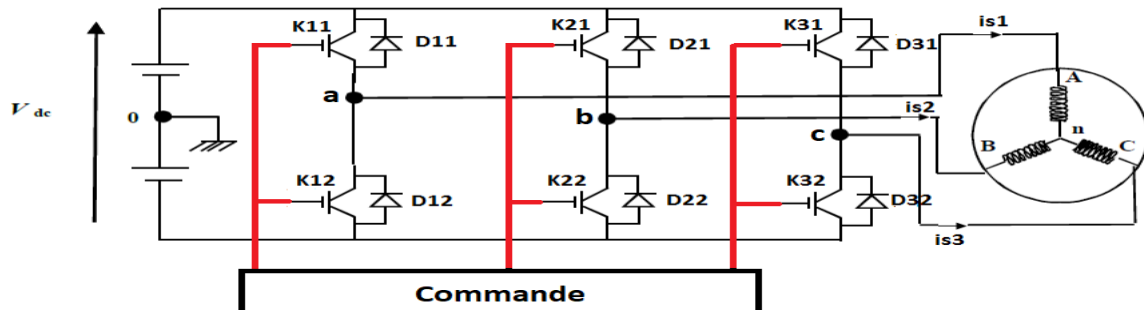 K11
D11
K21
D21
K31
D31
is1
V dc
0
a
b
c
is2
A
n
B
C
K12
D12
K22
D22
K32
D32
is3
Commande